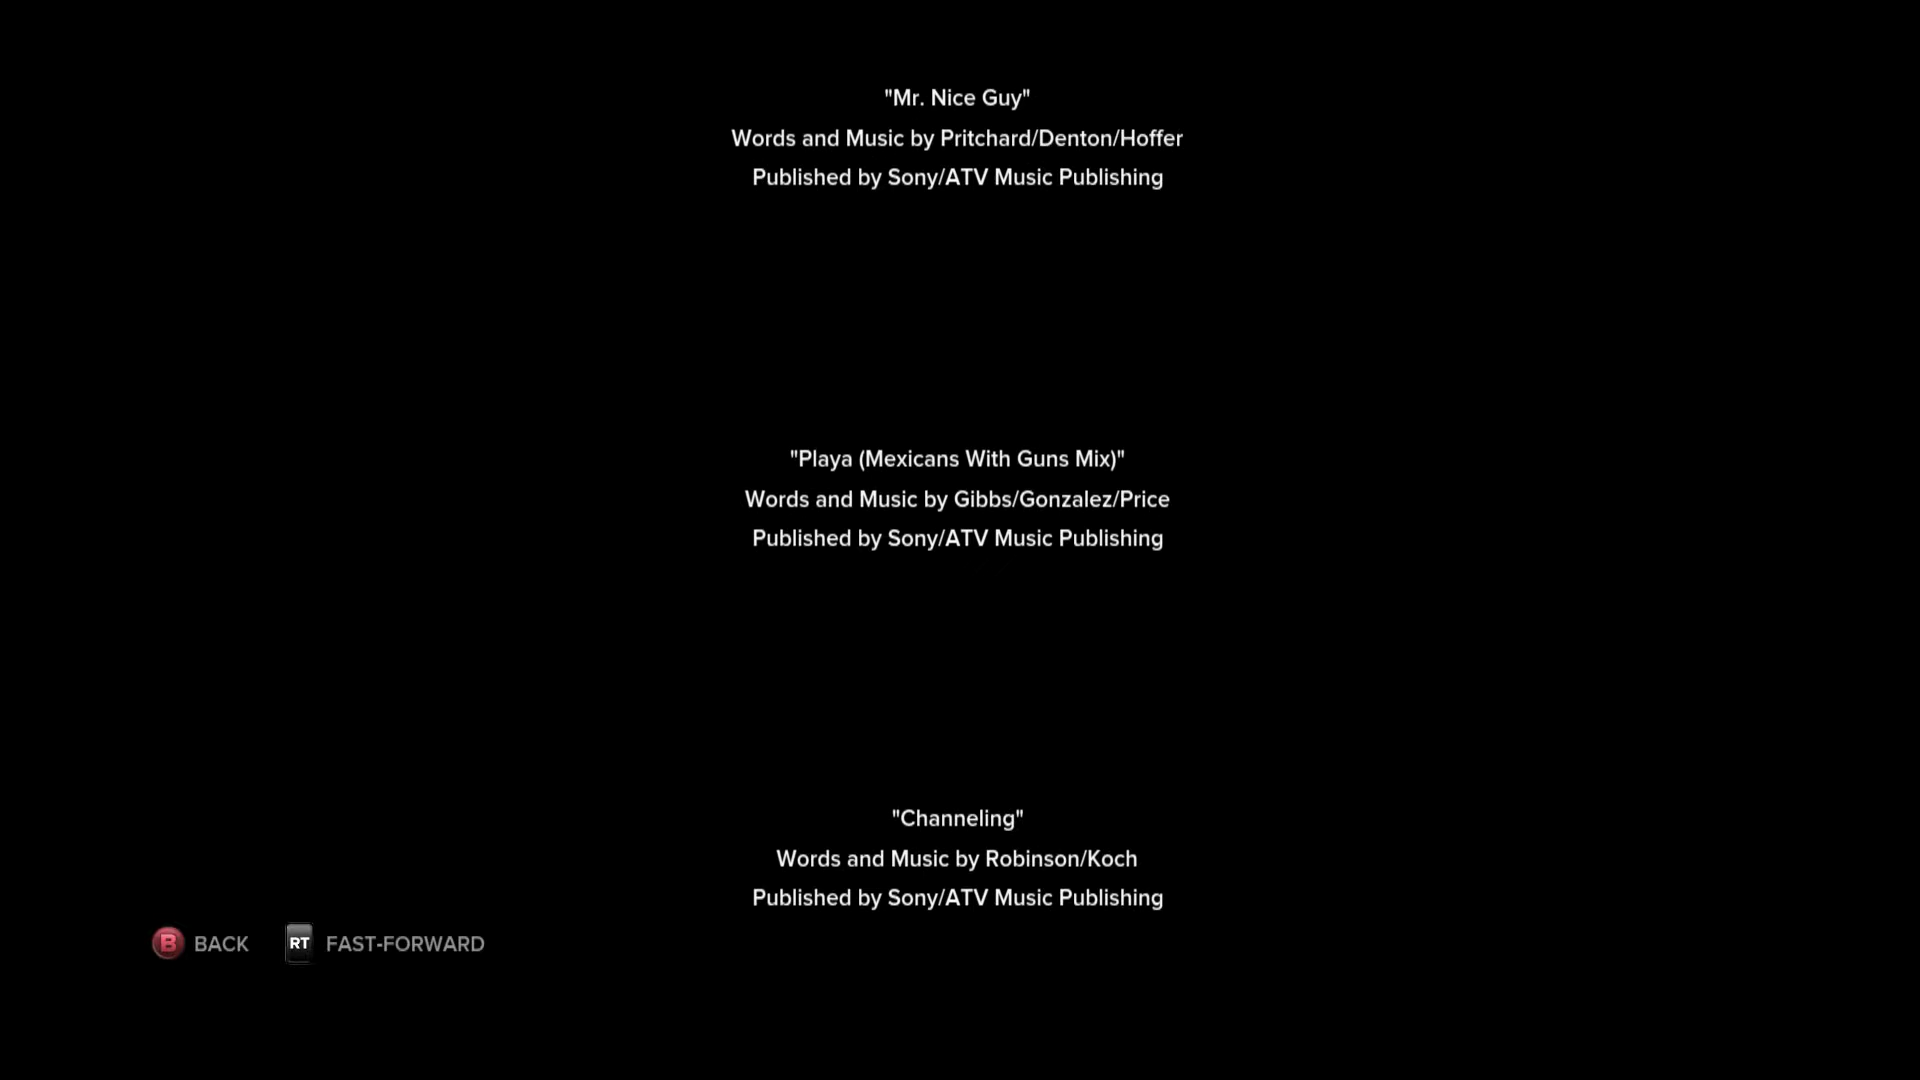 "Mr. Nice Guy"
Words and Music by Pritchard/Denton/Hoffer
Published by Sony/ATV Music Publishing
"Playa (Mexicans With Guns Mix)"
Words and Music by Gibbs/Gonzalez/Price
Published by Sony/ATV Music Publishing
"Channeling"
Words and Music by Robinson/Koch
Published by Sony/ATV Music Publishing
B BACK RT FAST-FORWARD